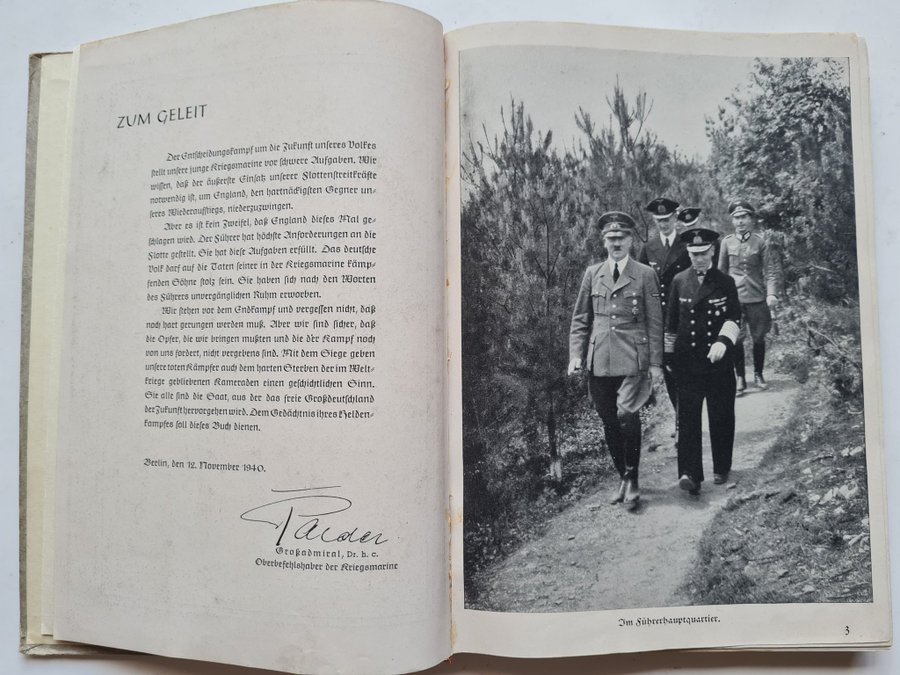 ZUM GELEIT
Der Entscheidungskampf um die Zukunft unseres Volkes
stellt unsere junge Kriegsmarine vor schwere Aufgaben. Wir
wissen, daß der äußerste Einsatz unserer Flottenstreitkräfte
notwendig ist, um England, den hartnäckigsten Gegner un-
seres Wiederaufstiegs, niederzuzwingen.
Aber es ist kein Zweifel, daß England dieses Mal ge-
schlagen wird. Der Führer hat höchste Anforderungen an die
Flotte gestellt. Sie hat diese Aufgaben erfüllt. Das deutsche
Volk darf auf die Taten seiner in der Kriegsmarine kämp-
fenden Söhne stolz sein. Sie haben sich nach den Worten
des Führers unvergänglichen Ruhm erworben.
Wir stehen vor dem Endkampf und vergessen nicht, daß
noch hart gerungen werden muß. Aber wir sind sicher, daß
die Opfer, die wir bringen mußten und die der Kampf noch
von uns fordert, nicht vergebens sind. Mit dem Siege geben
unsere toten Kämpfer auch dem harten Sterben der im Welt-
kriege gebliebenen Kameraden einen geschichtlichen Sinn.
Sie alle sind die Saat, aus der das freie Großdeutschland
der Zukunft hervorgehen wird. Dem Gedächtnis ihres Helden-
kampfes soll dieses Buch dienen.
Berlin, den 12. November 1940.
Raeder
Großadmiral, Dr. h. c.
Oberbefehlshaber der Kriegsmarine
Im Führerhauptquartier.
3